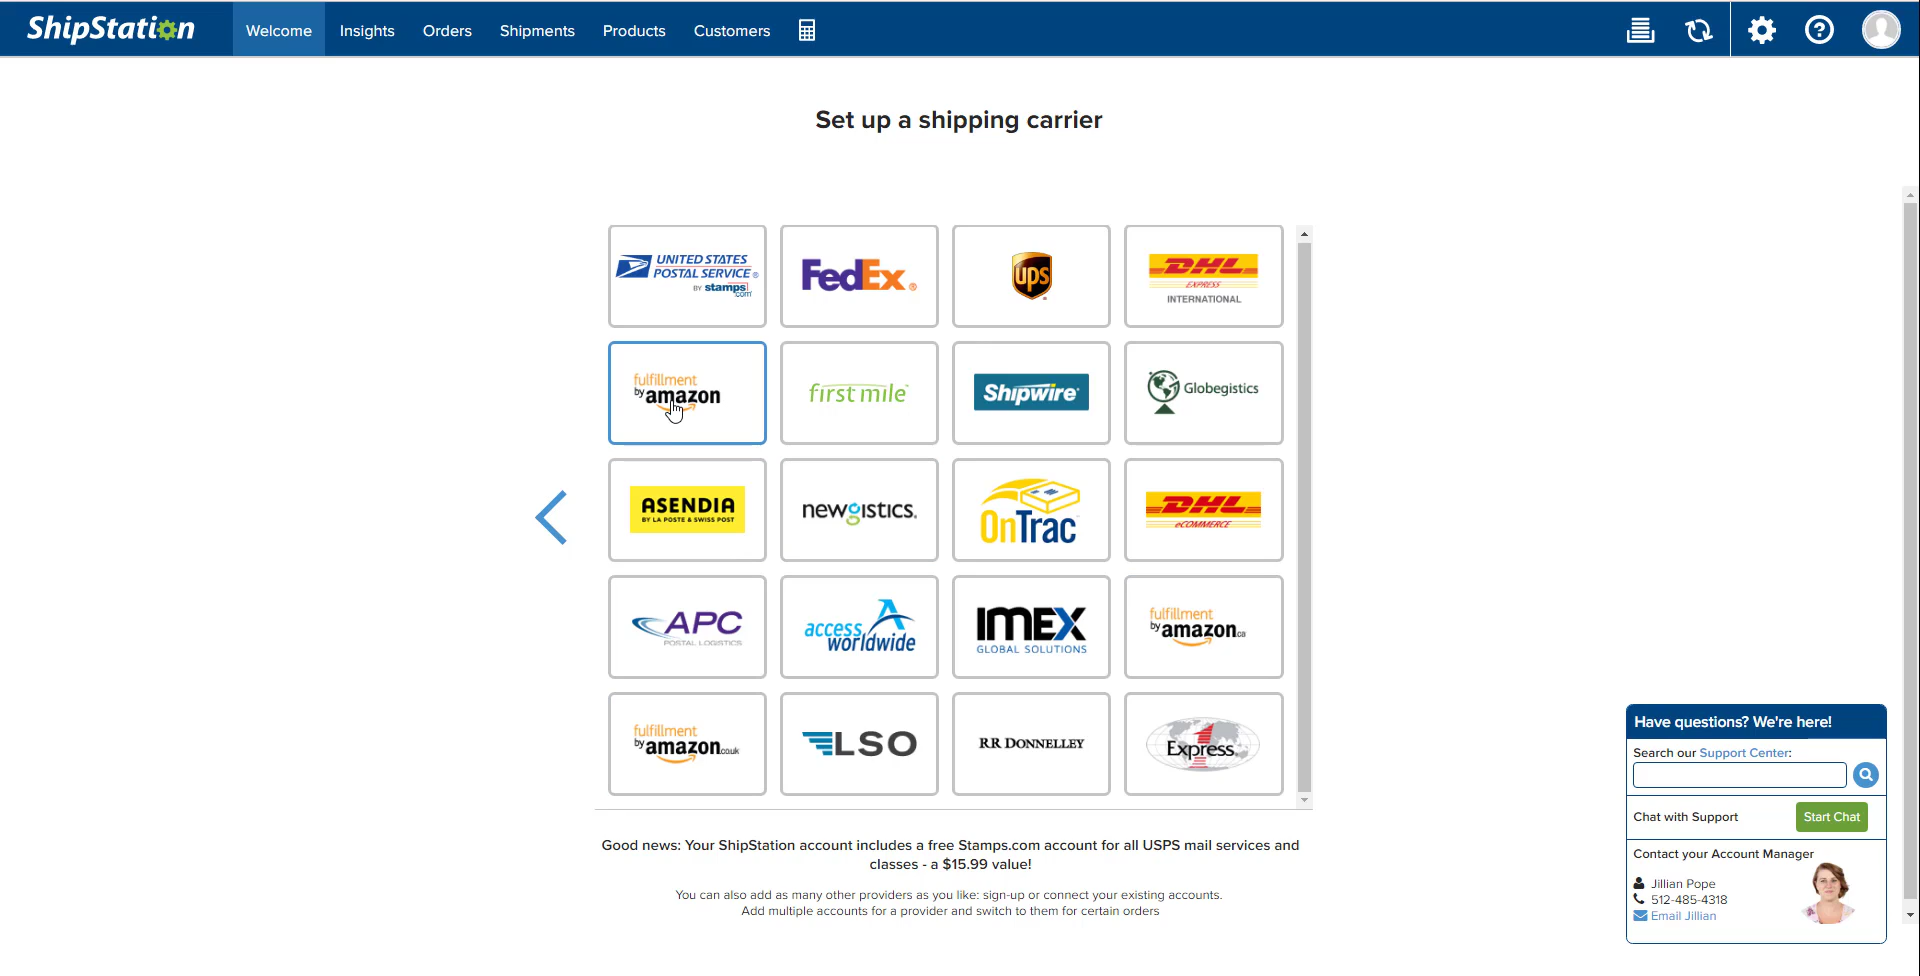 ShipStation
Welcome
Insights
Orders
Shipments
Products
Customers
Set up a shipping carrier
UNITED STATES
POSTAL SERVICE®
BY stamps.com
FedEx®
ups
DHL
EXPRESS
INTERNATIONAL
fulfillment
by amazon
first mile
Shipwire
Globegistics
ASENDIA
BY LA POSTE & SWISS POST
newgistics.
OnTrac
DHL
eCOMMERCE
APC
POSTAL LOGISTICS
access
worldwide
IMEX
GLOBAL SOLUTIONS
fulfillment
by amazon.ca
fulfillment
by amazon.co.uk
LSO
RR DONNELLEY
1
Express
Good news: Your ShipStation account includes a free Stamps.com account for all USPS mail services and
classes - a $15.99 value!
You can also add as many other providers as you like: sign-up or connect your existing accounts.
Add multiple accounts for a provider and switch to them for certain orders
Have questions? We're here!
Search our Support Center:
Chat with Support
Start Chat
Contact your Account Manager
Jillian Pope
512-485-4318
Email Jillian